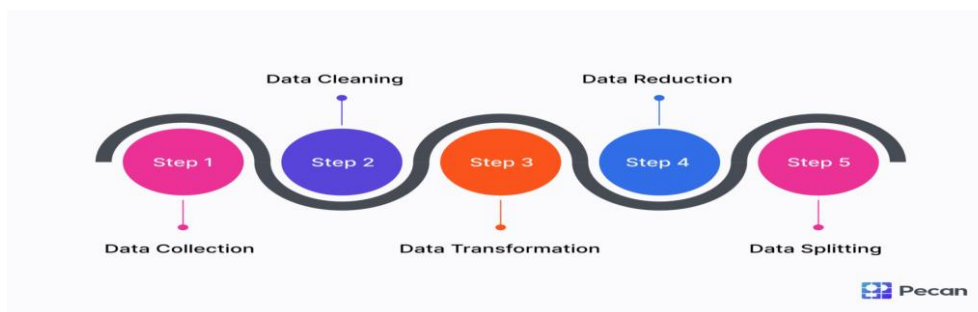 Data Cleaning
Data Reduction
Step 1
Step 2
Step 3
Step 4
Step 5
Data Collection
Data Transformation
Data Splitting
Pecan